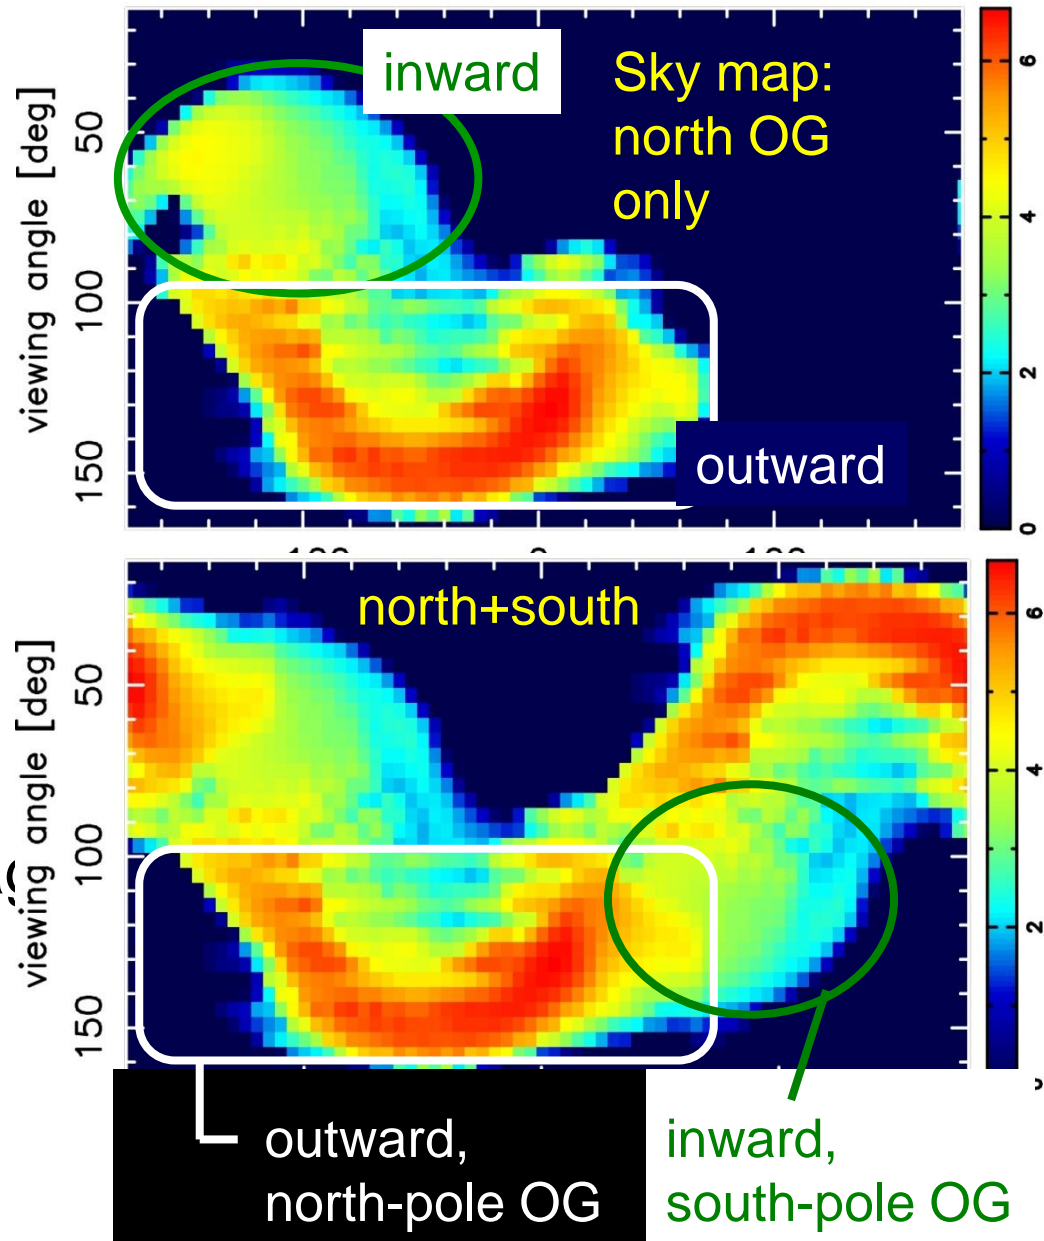 inward
Sky map:
north OG
only
viewing angle [deg]
50
100
150
outward
6
4
2
0
north+south
viewing angle [deg]
50
100
150
6
4
2
outward,
north-pole OG
inward,
south-pole OG